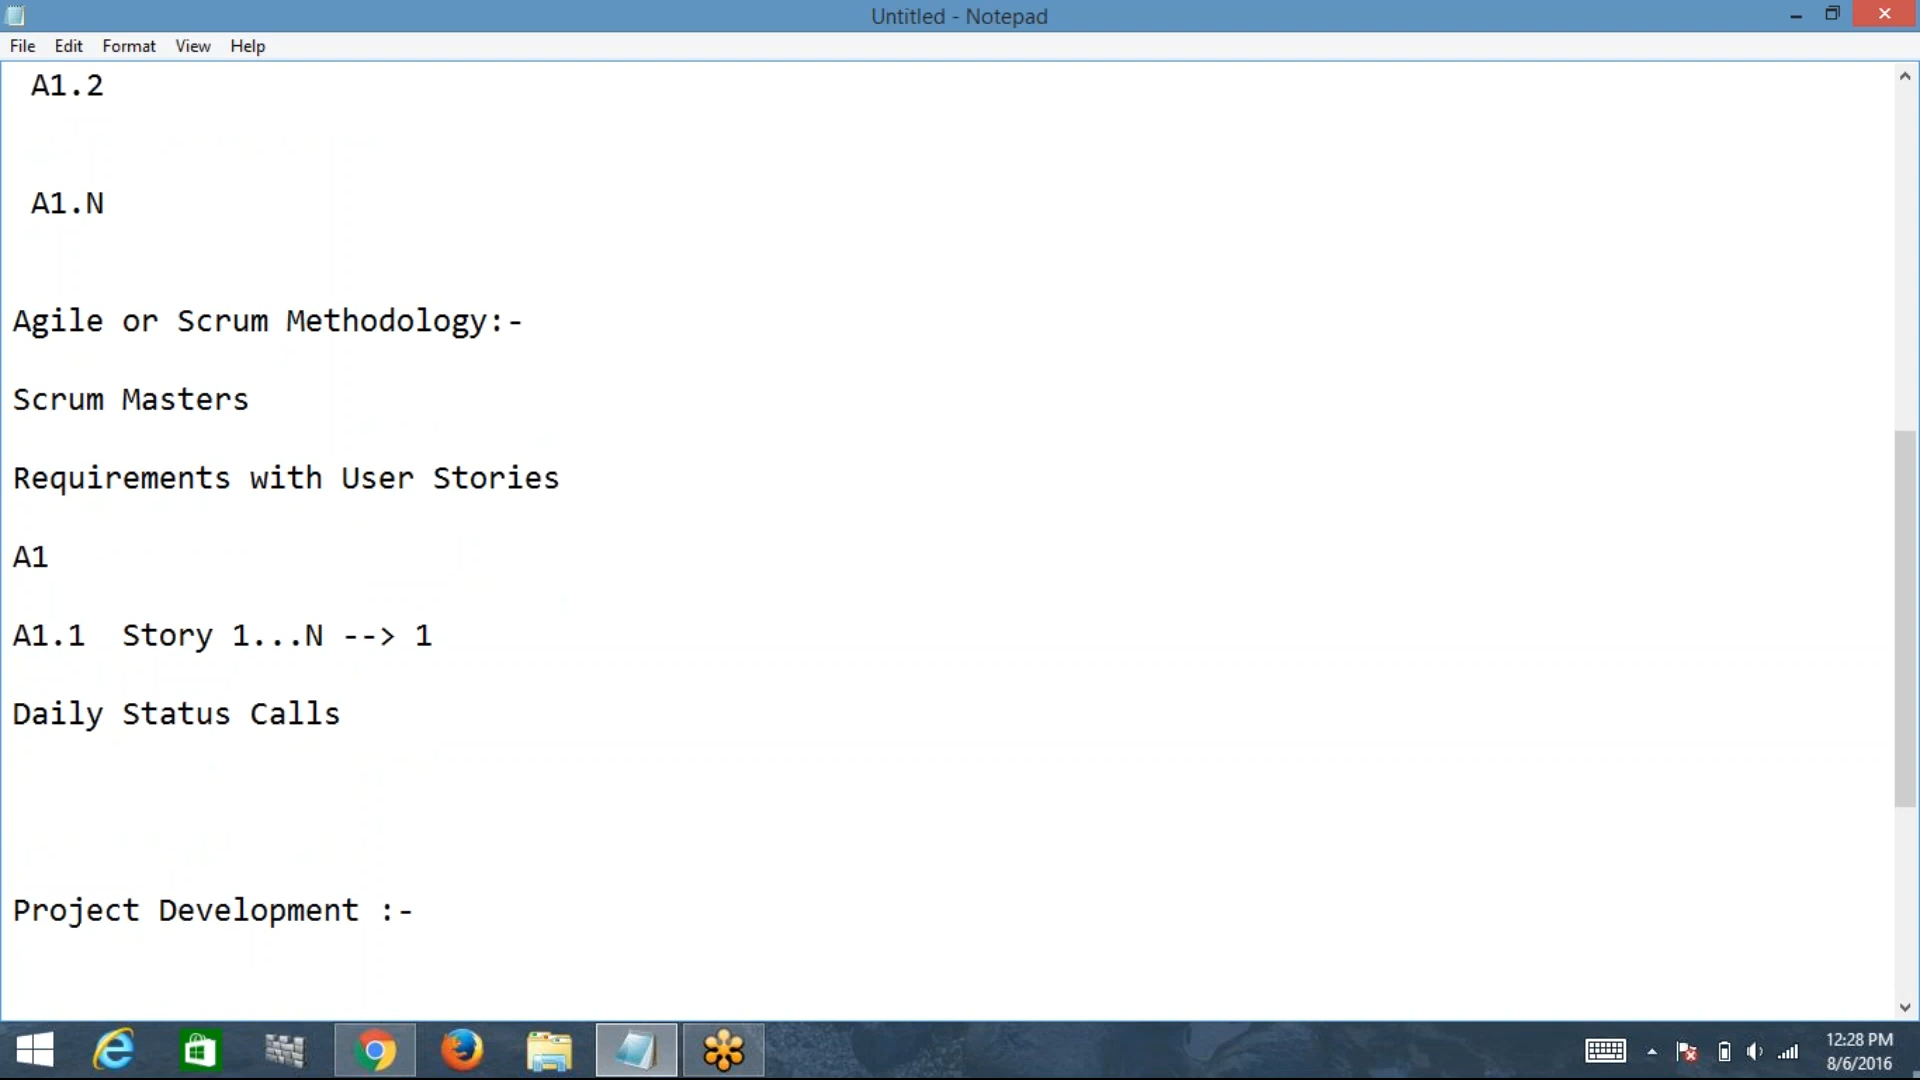 Untitled - Notepad
File Edit Format View Help
A1.2
A1.N
Agile or Scrum Methodology:-
Scrum Masters
Requirements with User Stories
A1
A1.1  Story 1...N --> 1
Daily Status Calls
Project Development :-
12:28 PM
8/6/2016